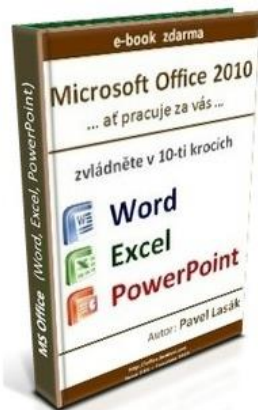 e-book zdarma
Microsoft Office 2010
... ať pracuje za vás ...
zvládněte v 10-ti krocích
Word
Excel
PowerPoint
Autor: Pavel Lasák
MS Office (Word, Excel, PowerPoint)